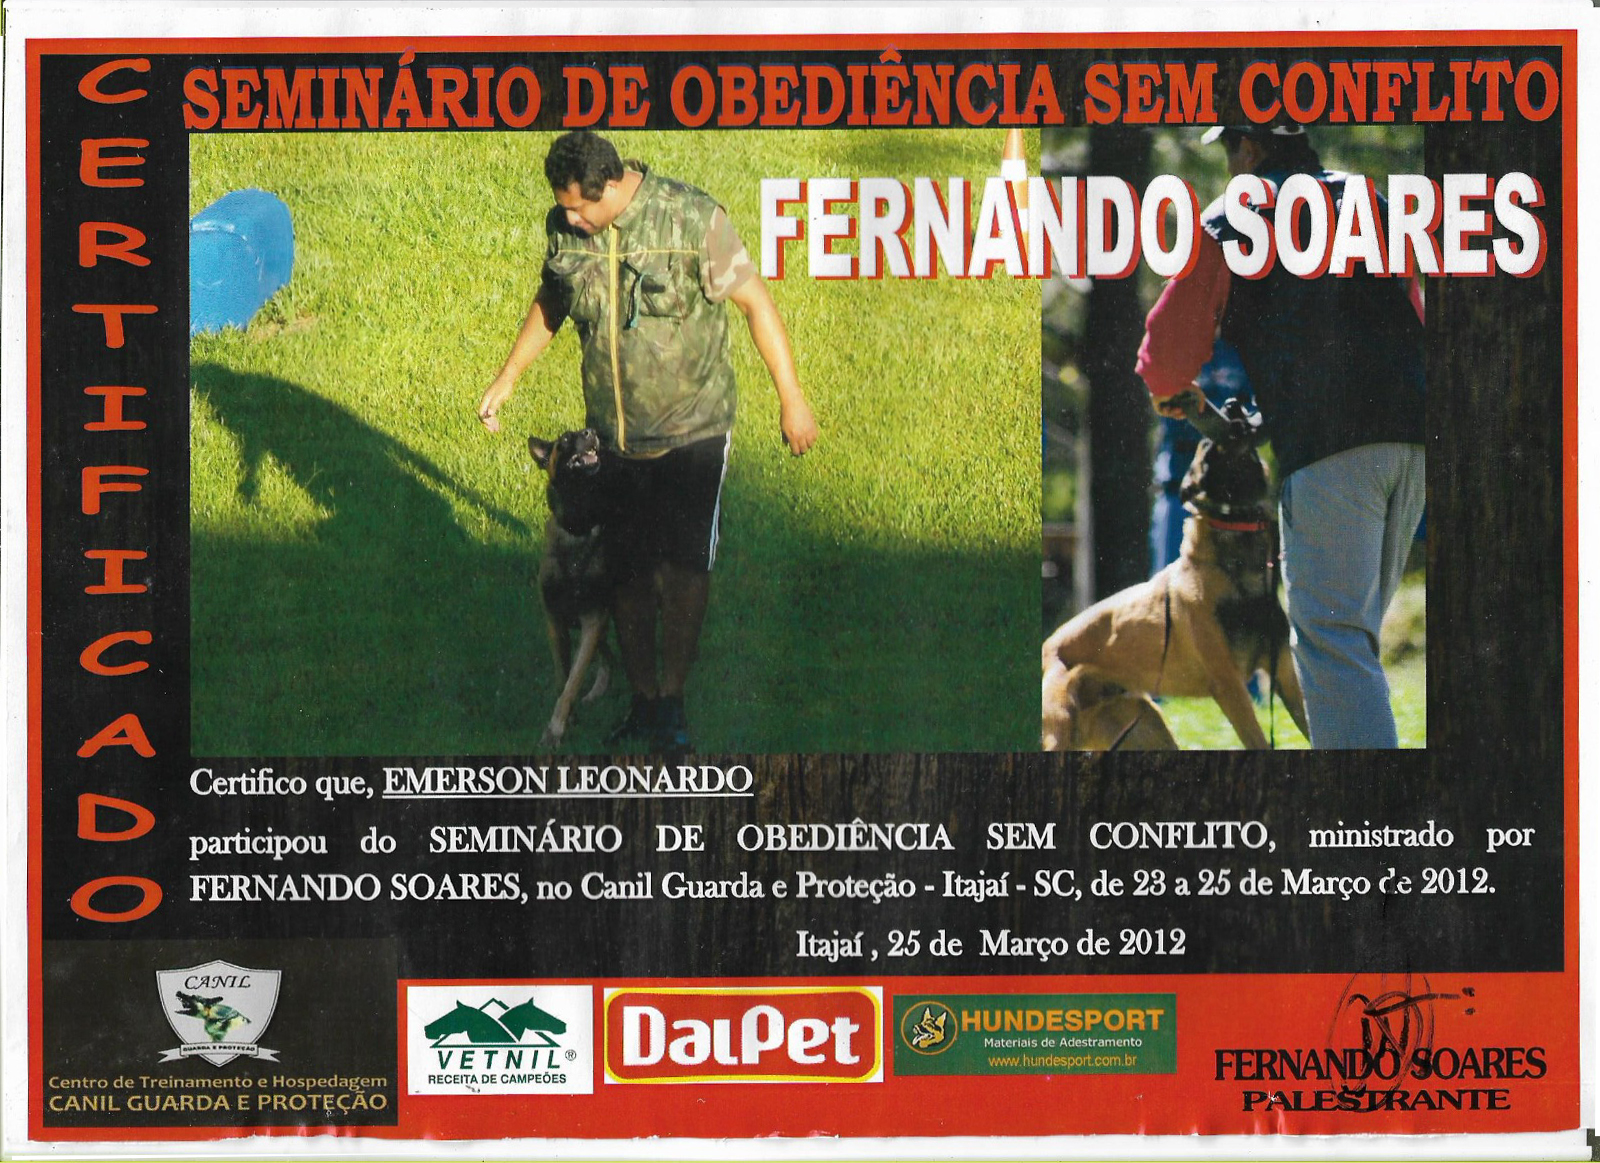 CERTIFICADO
SEMINÁRIO DE OBEDIÊNCIA SEM CONFLITO
FERNANDO SOARES
Certifico que, EMERSON LEONARDO
participou do SEMINÁRIO DE OBEDIÊNCIA SEM CONFLITO, ministrado por
FERNANDO SOARES, no Canil Guarda e Proteção - Itajaí - SC, de 23 a 25 de Março de 2012.
Itajaí , 25 de Março de 2012
CANIL
GUARDA E PROTEÇÃO
Centro de Treinamento e Hospedagem
CANIL GUARDA E PROTEÇÃO
VETNIL®
RECEITA DE CAMPEÕES
DalPet
HUNDESPORT
Materiais de Adestramento
www.hundesport.com.br
FERNANDO SOARES
PALESTRANTE